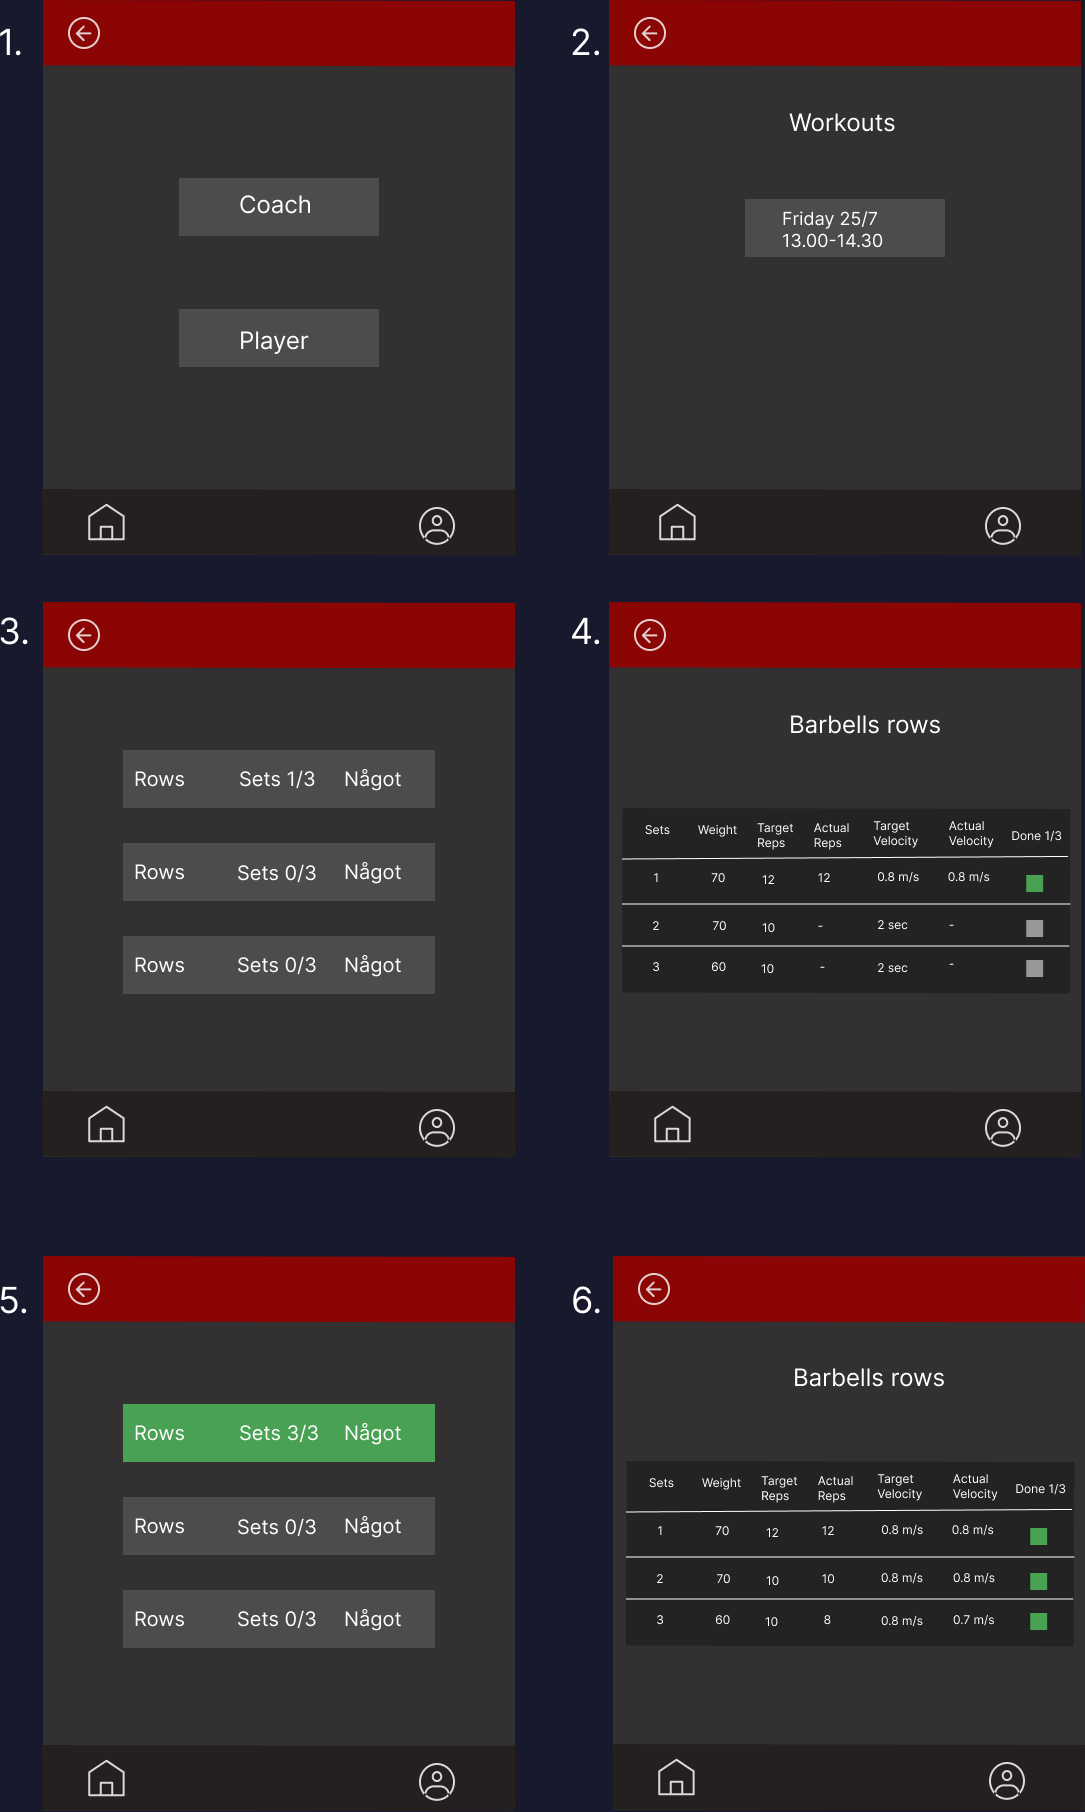 1.
Coach
Player
2.
Workouts
Friday 25/7
13.00-14.30
3.
Rows Sets 1/3 Något
Rows Sets 0/3 Något
Rows Sets 0/3 Något
4.
Barbells rows
Sets Weight Target Reps Actual Reps Target Velocity Actual Velocity Done 1/3
1 70 12 12 0.8 m/s 0.8 m/s
2 70 10 - 2 sec -
3 60 10 - 2 sec -
5.
Rows Sets 3/3 Något
Rows Sets 0/3 Något
Rows Sets 0/3 Något
6.
Barbells rows
Sets Weight Target Reps Actual Reps Target Velocity Actual Velocity Done 1/3
1 70 12 12 0.8 m/s 0.8 m/s
2 70 10 10 0.8 m/s 0.8 m/s
3 60 10 8 0.8 m/s 0.7 m/s